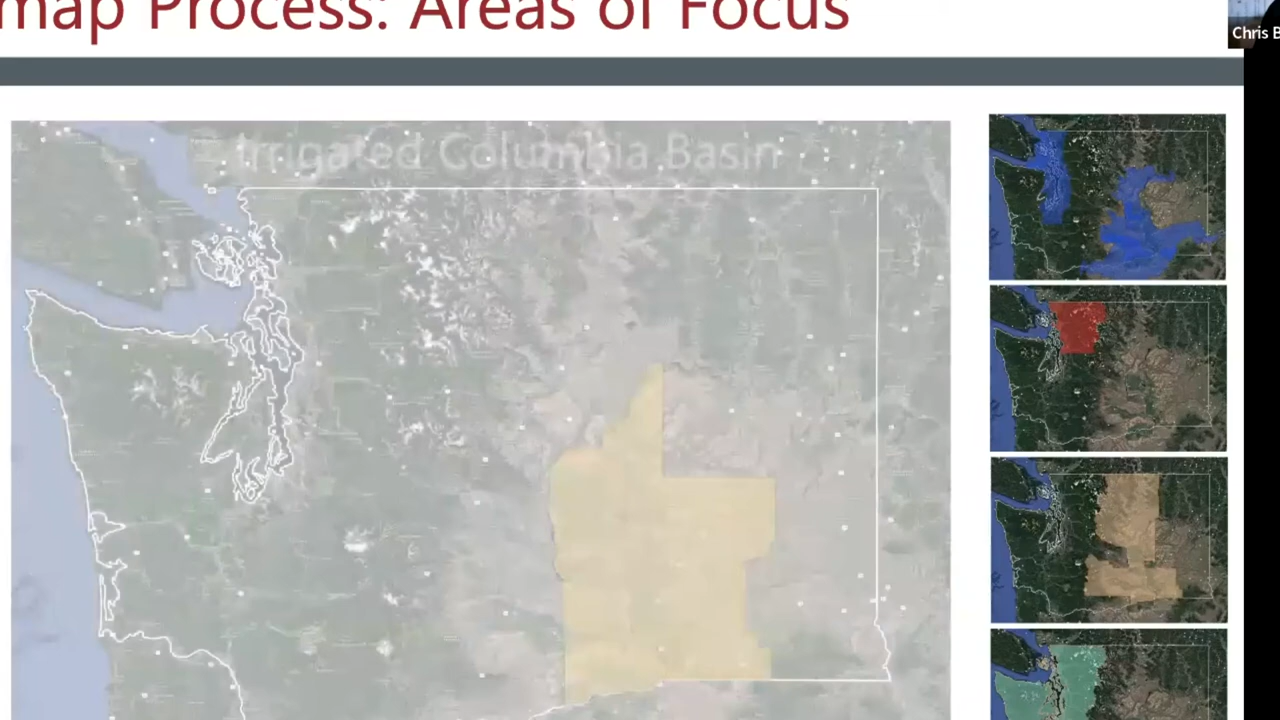 map Process: Areas of Focus
Chris B
Irrigated Columbia Basin